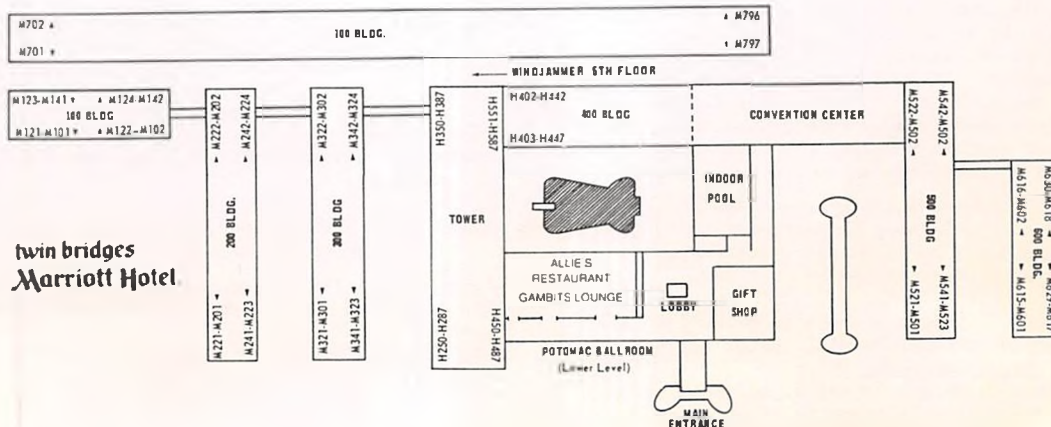 M702
M701
100 BLDG.
M796
M797
WINDJAMMER 5TH FLOOR
M123-M141
M124-M142
100 BLDG
M121-M101
M122-M102
M222-M202
M242-M224
200 BLDG.
M221-M201
M241-M223
M322-M302
M342-M324
300 BLDG
M321-M301
M341-M323
H350-H387
H551-H587
TOWER
H250-H287
H450-H487
H402-H442
400 BLDG
H403-H447
CONVENTION CENTER
INDOOR
POOL
ALLIE'S
RESTAURANT
GAMBITS LOUNGE
LOBBY
GIFT
SHOP
POTOMAC BALLROOM
(Lower Level)
MAIN
ENTRANCE
M522-M502
M542-M502
500 BLDG
M521-M501
M541-M523
M616-M602
M630-M618
600 BLDG.
M615-M601
twin bridges
Marriott Hotel